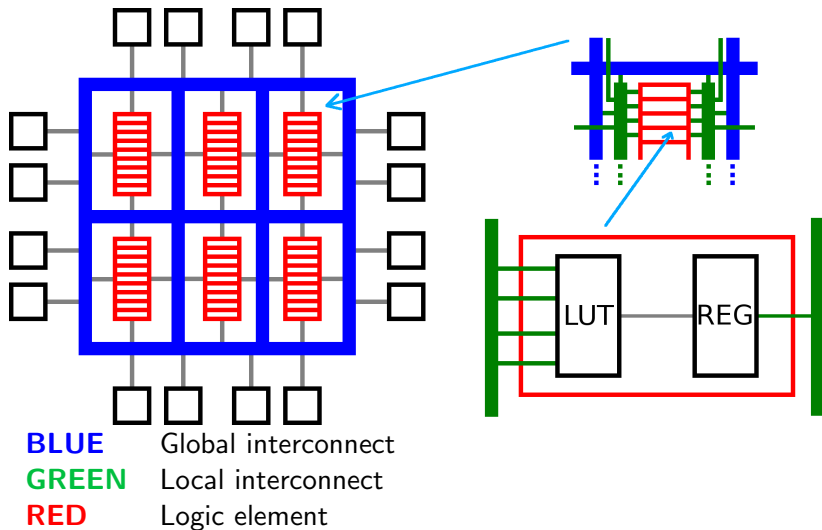 LUT REG
BLUE Global interconnect
GREEN Local interconnect
RED Logic element